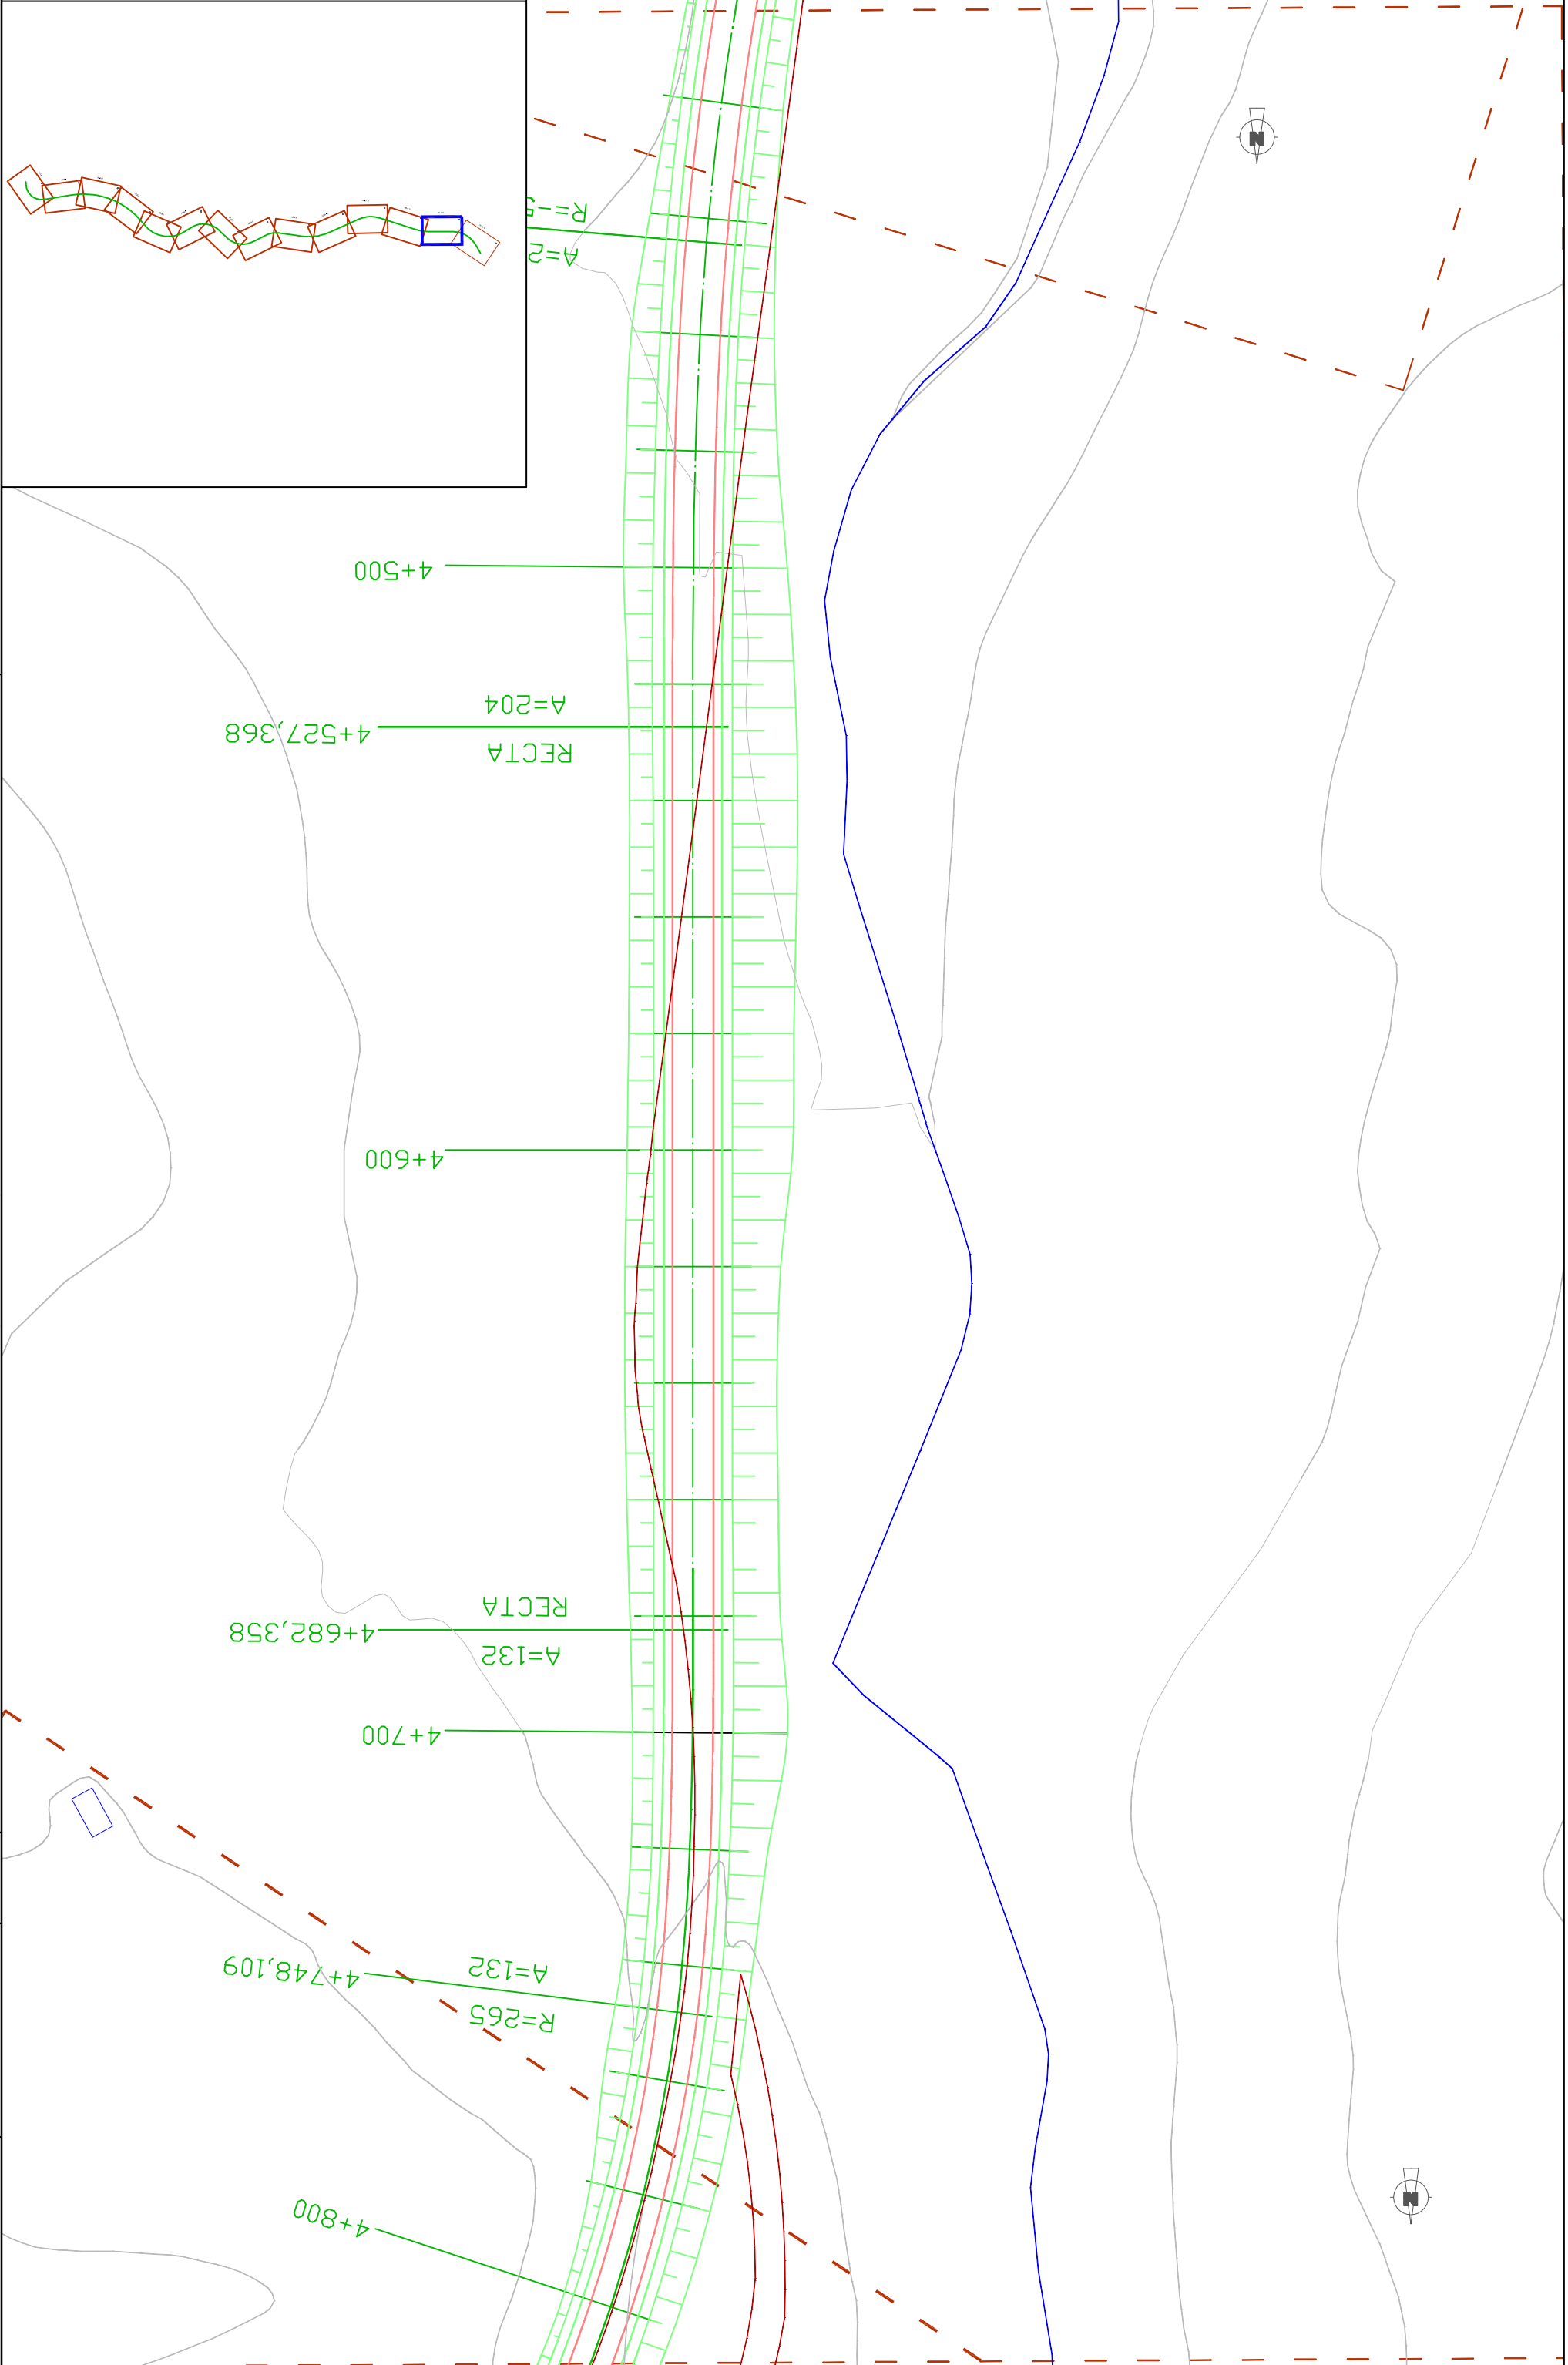 R=-5
A=2
4+500
A=204
4+527,368
RECTA
4+600
RECTA
4+682,358
A=132
4+700
A=132
4+748,109
R=265
4+800
N
N